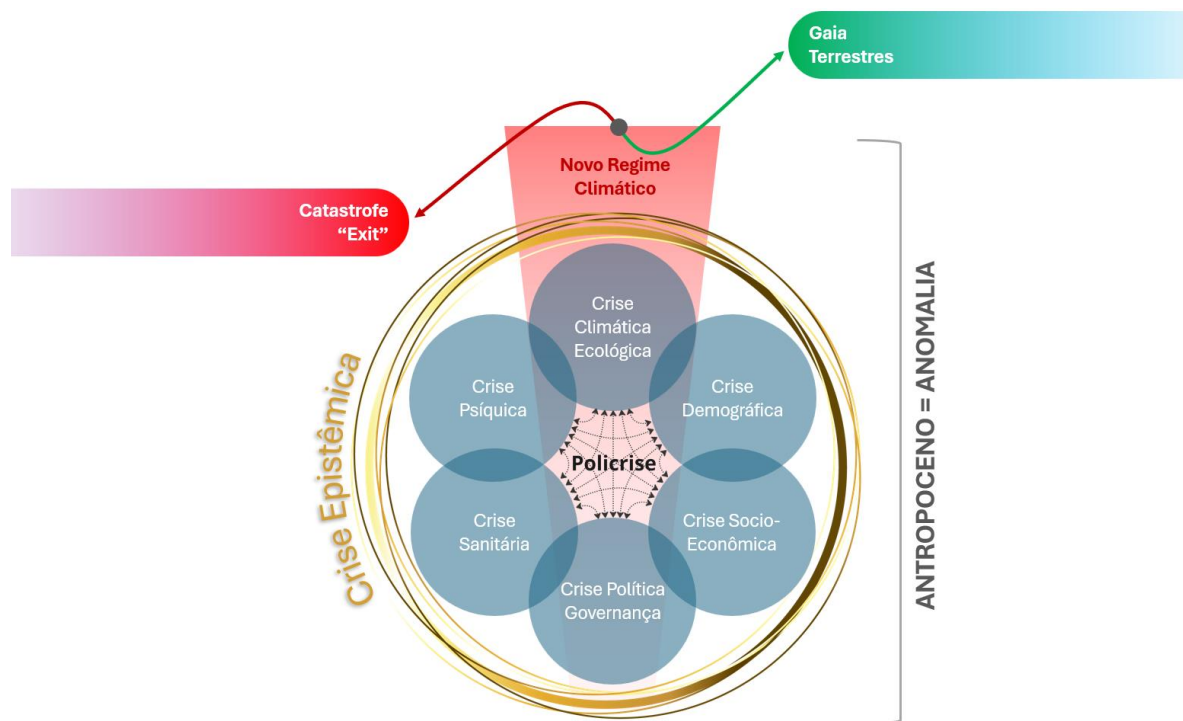 Gaia
Terrestres
Novo Regime
Climático
Catastrofe
“Exit”
Crise
Climática
Ecológica
Crise
Psíquica
Crise
Demográfica
Policrise
Crise
Sanitária
Crise Socio-
Econômica
Crise Política
Governança
Crise Epistêmica
ANTROPOCENO = ANOMALIA